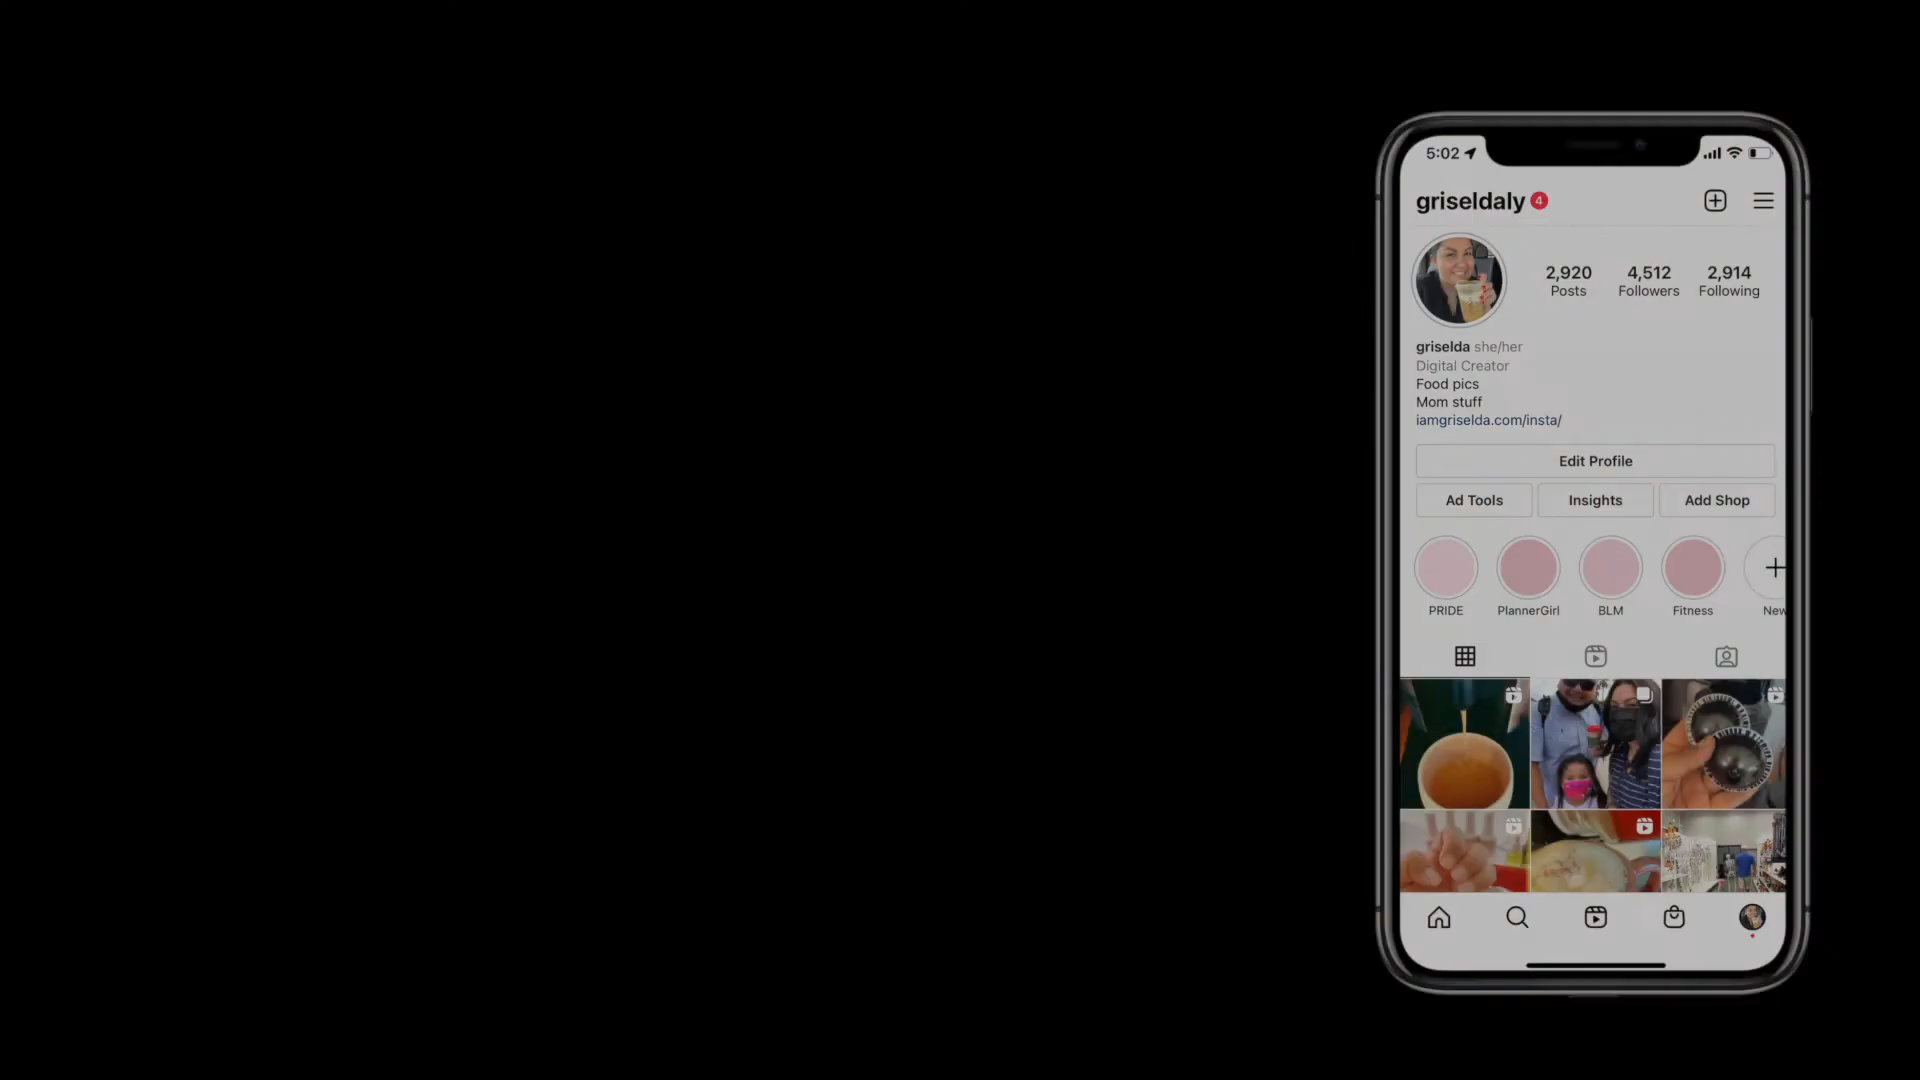 5:02
griseldaly 4
2,920 4,512 2,914
Posts Followers Following
griselda she/her
Digital Creator
Food pics
Mom stuff
iamgriselda.com/insta/
Edit Profile
Ad Tools Insights Add Shop
PRIDE PlannerGirl BLM Fitness New